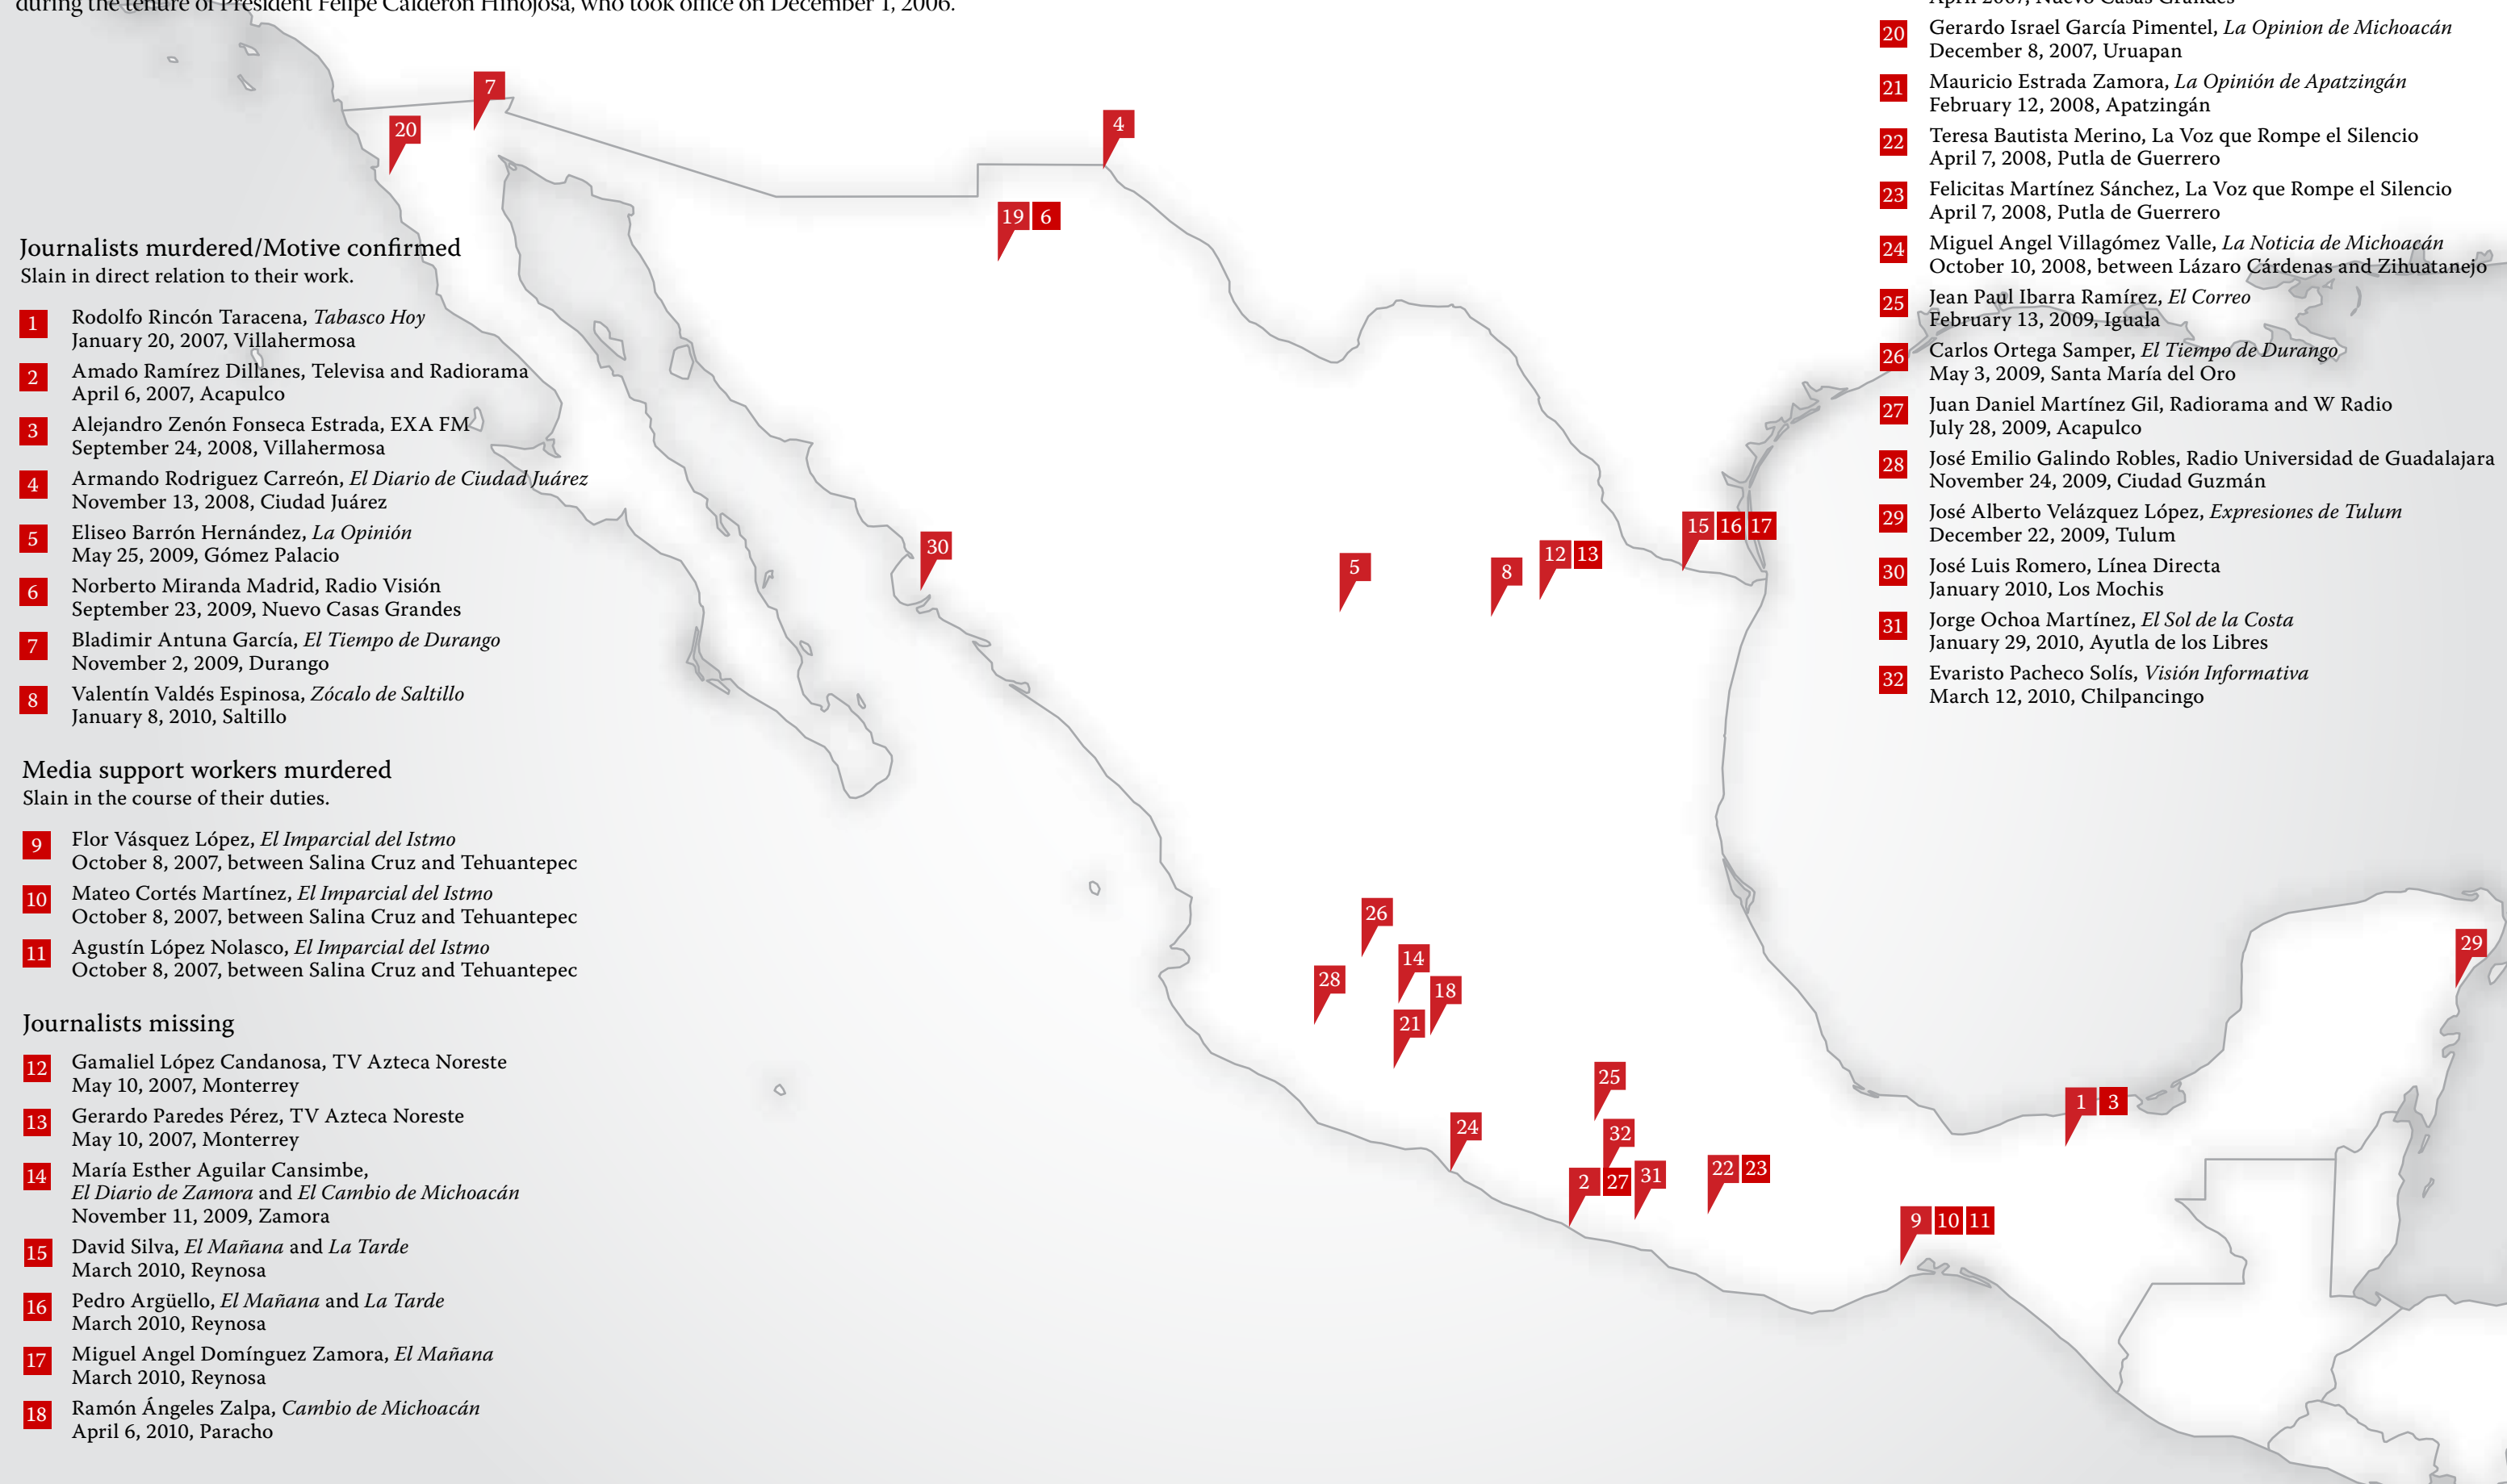 during the tenure of President Felipe Calderón Hinojosa, who took office on December 1, 2006.
Journalists murdered/Motive confirmed
Slain in direct relation to their work.
1 Rodolfo Rincón Taracena, Tabasco Hoy
January 20, 2007, Villahermosa
2 Amado Ramírez Dillanes, Televisa and Radiorama
April 6, 2007, Acapulco
3 Alejandro Zenón Fonseca Estrada, EXA FM
September 24, 2008, Villahermosa
4 Armando Rodriguez Carreón, El Diario de Ciudad Juárez
November 13, 2008, Ciudad Juárez
5 Eliseo Barrón Hernández, La Opinión
May 25, 2009, Gómez Palacio
6 Norberto Miranda Madrid, Radio Visión
September 23, 2009, Nuevo Casas Grandes
7 Bladimir Antuna García, El Tiempo de Durango
November 2, 2009, Durango
8 Valentín Valdés Espinosa, Zócalo de Saltillo
January 8, 2010, Saltillo
Media support workers murdered
Slain in the course of their duties.
9 Flor Vásquez López, El Imparcial del Istmo
October 8, 2007, between Salina Cruz and Tehuantepec
10 Mateo Cortés Martínez, El Imparcial del Istmo
October 8, 2007, between Salina Cruz and Tehuantepec
11 Agustín López Nolasco, El Imparcial del Istmo
October 8, 2007, between Salina Cruz and Tehuantepec
Journalists missing
12 Gamaliel López Candanosa, TV Azteca Noreste
May 10, 2007, Monterrey
13 Gerardo Paredes Pérez, TV Azteca Noreste
May 10, 2007, Monterrey
14 María Esther Aguilar Cansimbe,
El Diario de Zamora and El Cambio de Michoacán
November 11, 2009, Zamora
15 David Silva, El Mañana and La Tarde
March 2010, Reynosa
16 Pedro Argüello, El Mañana and La Tarde
March 2010, Reynosa
17 Miguel Angel Domínguez Zamora, El Mañana
March 2010, Reynosa
18 Ramón Ángeles Zalpa, Cambio de Michoacán
April 6, 2010, Paracho
7
20
4
19 6
30
5
8
12 13
15 16 17
26
14
28
18
21
25
24
32
2 27 31
22 23
1 3
9 10 11
29
April 2007, Nuevo Casas Grandes
20 Gerardo Israel García Pimentel, La Opinion de Michoacán
December 8, 2007, Uruapan
21 Mauricio Estrada Zamora, La Opinión de Apatzingán
February 12, 2008, Apatzingán
22 Teresa Bautista Merino, La Voz que Rompe el Silencio
April 7, 2008, Putla de Guerrero
23 Felicitas Martínez Sánchez, La Voz que Rompe el Silencio
April 7, 2008, Putla de Guerrero
24 Miguel Angel Villagómez Valle, La Noticia de Michoacán
October 10, 2008, between Lázaro Cárdenas and Zihuatanejo
25 Jean Paul Ibarra Ramírez, El Correo
February 13, 2009, Iguala
26 Carlos Ortega Samper, El Tiempo de Durango
May 3, 2009, Santa María del Oro
27 Juan Daniel Martínez Gil, Radiorama and W Radio
July 28, 2009, Acapulco
28 José Emilio Galindo Robles, Radio Universidad de Guadalajara
November 24, 2009, Ciudad Guzmán
29 José Alberto Velázquez López, Expresiones de Tulum
December 22, 2009, Tulum
30 José Luis Romero, Línea Directa
January 2010, Los Mochis
31 Jorge Ochoa Martínez, El Sol de la Costa
January 29, 2010, Ayutla de los Libres
32 Evaristo Pacheco Solís, Visión Informativa
March 12, 2010, Chilpancingo